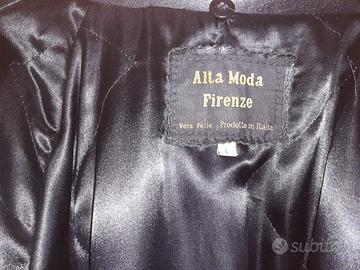 Alta Moda
Firenze
Vera Pelle Prodotto in Italia
L
subito